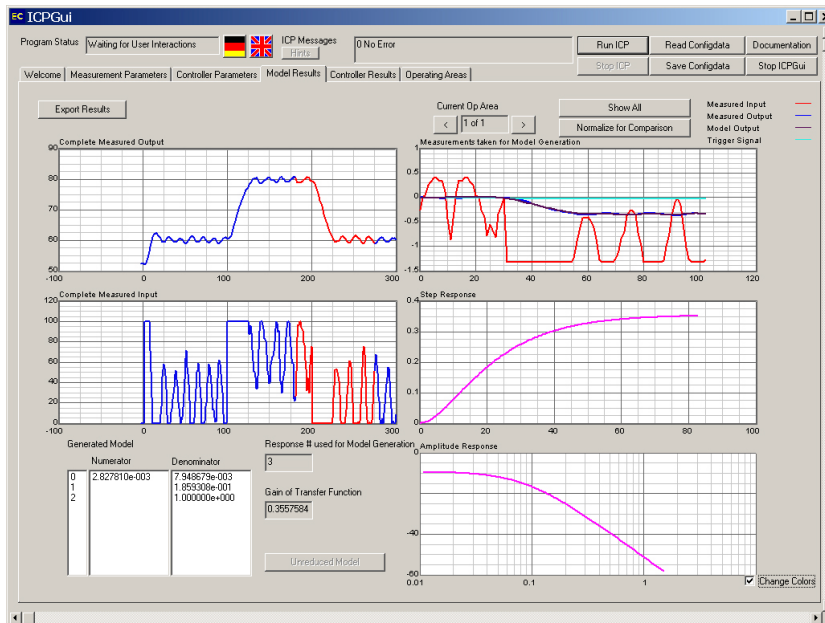 EC ICPGui
Program Status Waiting for User Interactions ICP Messages Hints 0 No Error Run ICP Read Configdata Documentation
Stop ICP Save Configdata Stop ICPGui
Welcome Measurement Parameters Controller Parameters Model Results Controller Results Operating Areas
Export Results
Current Op Area
< 1 of 1 >
Show All
Normalize for Comparison
Measured Input
Measured Output
Model Output
Trigger Signal
Complete Measured Output
90
80
70
60
50
-100 0 100 200 300
Measurements taken for Model Generation
1
0.5
0
-0.5
-1
-1.5
0 20 40 60 80 100 120
Complete Measured Input
120
100
80
60
40
20
0
-100 0 100 200 300
Step Response
0.4
0.3
0.2
0.1
0
0 20 40 60 80 100
Generated Model
Numerator Denominator
0 2.827810e-003 7.948679e-003
1 1.859308e-001
2 1.000000e+000
Response # used for Model Generation
3
Gain of Transfer Function
0.3557584
Unreduced Model
Amplitude Response
0
-20
-40
-60
0.01 0.1 1
Change Colors